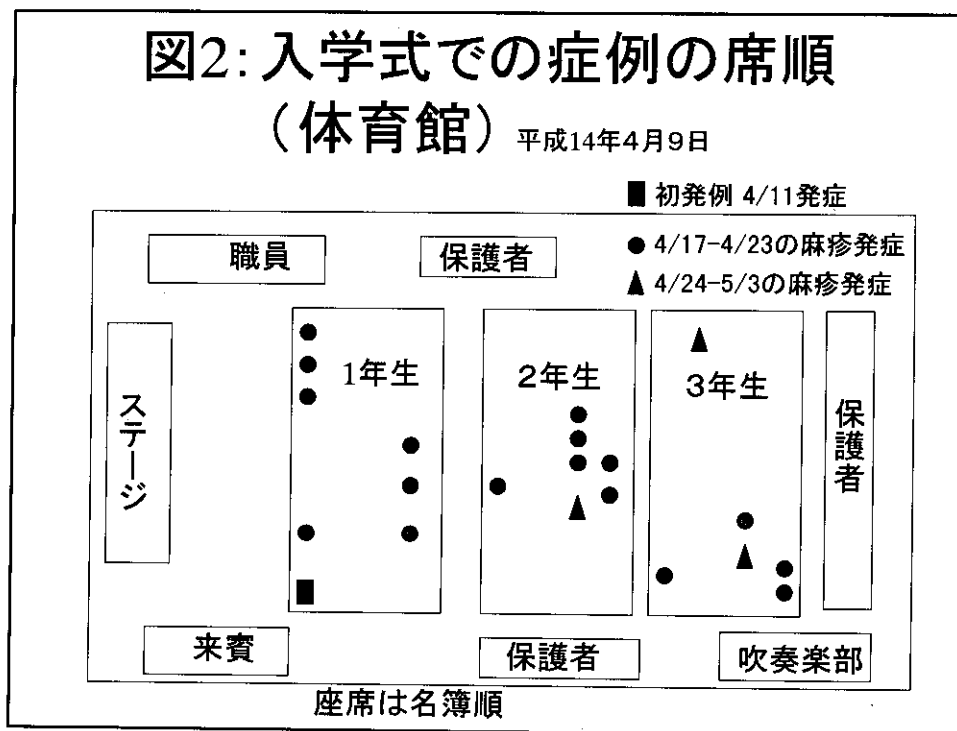 図2:入学式での症例の席順
(体育館)平成14年4月9日
■ 初発例 4/11発症
● 4/17-4/23の麻疹発症
▲ 4/24-5/3の麻疹発症
職員
保護者
ステージ
1年生
2年生
3年生
保護者
来賓
保護者
吹奏楽部
座席は名簿順